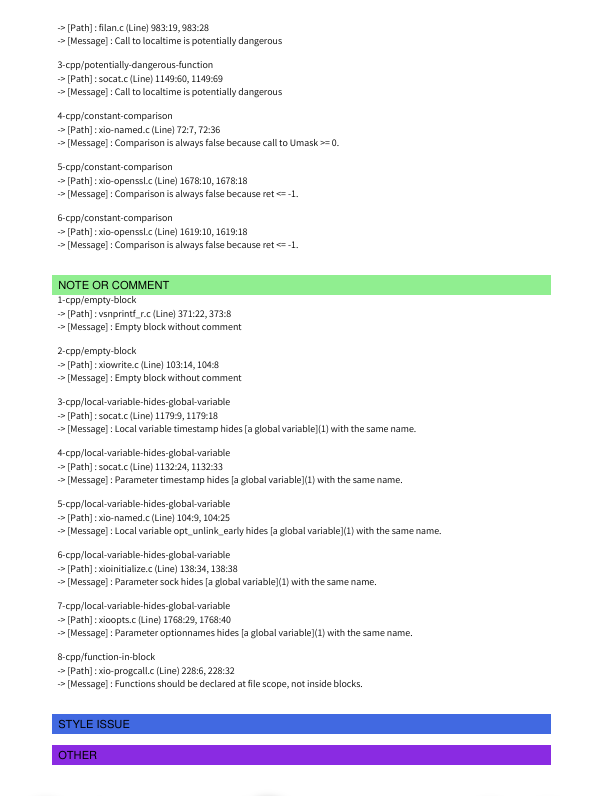 -> [Path] : filan.c (Line) 983:19, 983:28
-> [Message] : Call to localtime is potentially dangerous
3-cpp/potentially-dangerous-function
-> [Path] : socat.c (Line) 1149:60, 1149:69
-> [Message] : Call to localtime is potentially dangerous
4-cpp/constant-comparison
-> [Path] : xio-named.c (Line) 72:7, 72:36
-> [Message] : Comparison is always false because call to Umask >= 0.
5-cpp/constant-comparison
-> [Path] : xio-openssl.c (Line) 1678:10, 1678:18
-> [Message] : Comparison is always false because ret <= -1.
6-cpp/constant-comparison
-> [Path] : xio-openssl.c (Line) 1619:10, 1619:18
-> [Message] : Comparison is always false because ret <= -1.
NOTE OR COMMENT
1-cpp/empty-block
-> [Path] : vsnprintf_r.c (Line) 371:22, 373:8
-> [Message] : Empty block without comment
2-cpp/empty-block
-> [Path] : xiowrite.c (Line) 103:14, 104:8
-> [Message] : Empty block without comment
3-cpp/local-variable-hides-global-variable
-> [Path] : socat.c (Line) 1179:9, 1179:18
-> [Message] : Local variable timestamp hides [a global variable](1) with the same name.
4-cpp/local-variable-hides-global-variable
-> [Path] : socat.c (Line) 1132:24, 1132:33
-> [Message] : Parameter timestamp hides [a global variable](1) with the same name.
5-cpp/local-variable-hides-global-variable
-> [Path] : xio-named.c (Line) 104:9, 104:25
-> [Message] : Local variable opt_unlink_early hides [a global variable](1) with the same name.
6-cpp/local-variable-hides-global-variable
-> [Path] : xioinitialize.c (Line) 138:34, 138:38
-> [Message] : Parameter sock hides [a global variable](1) with the same name.
7-cpp/local-variable-hides-global-variable
-> [Path] : xioopts.c (Line) 1768:29, 1768:40
-> [Message] : Parameter optionnames hides [a global variable](1) with the same name.
8-cpp/function-in-block
-> [Path] : xio-progcall.c (Line) 228:6, 228:32
-> [Message] : Functions should be declared at file scope, not inside blocks.
STYLE ISSUE
OTHER